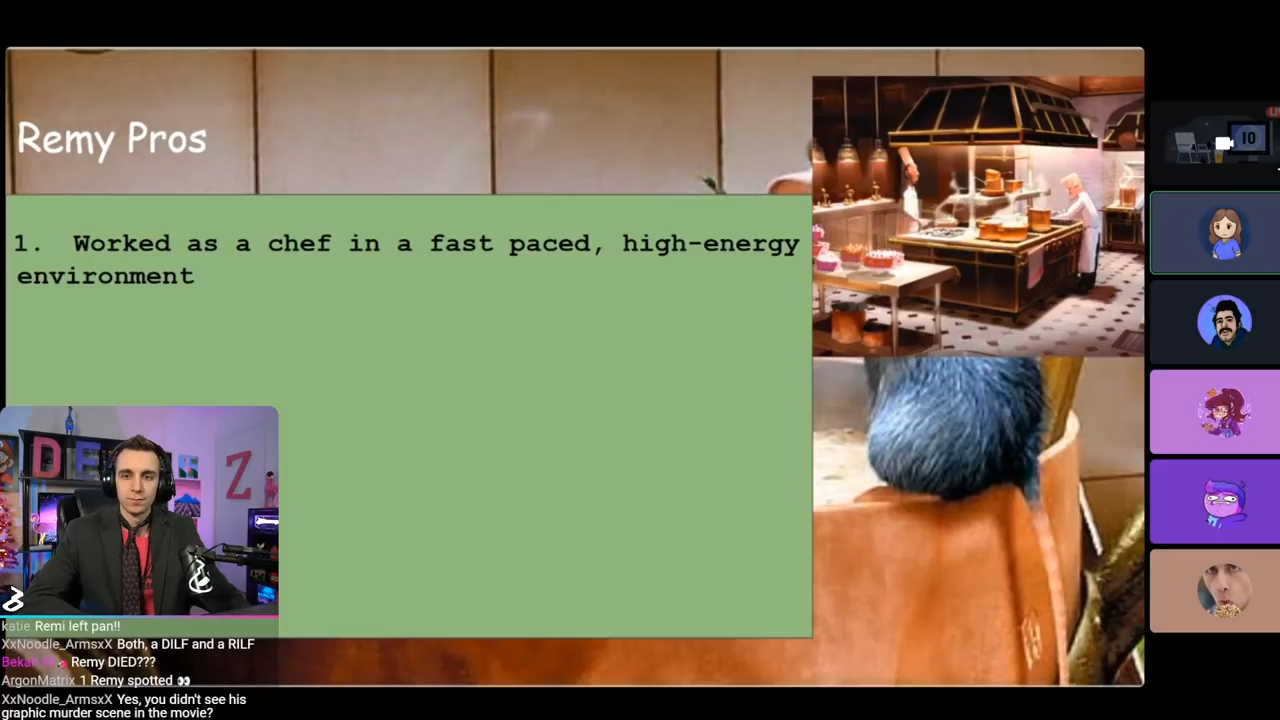 Remy Pros
1. Worked as a chef in a fast paced, high-energy
environment
IO
DE
Z
katie Remi left pan!!
XxNoodle_ArmsxX Both, a DILF and a RILF
Remy DIED???
ArgonMatrix 1 Remy spotted 👀
XxNoodle_ArmsxX Yes, you didn't see his
graphic murder scene in the movie?